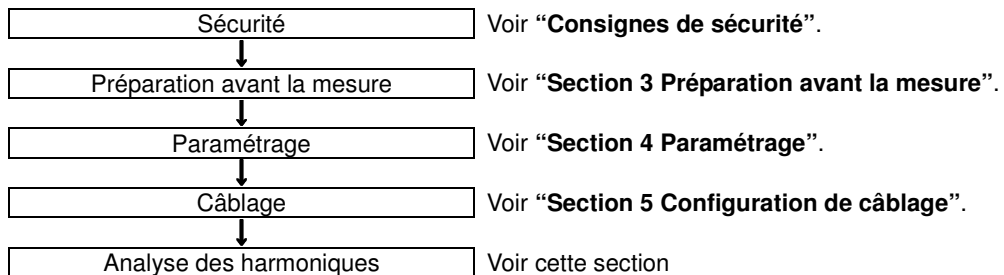 Sécurité Voir “Consignes de sécurité”.
Préparation avant la mesure Voir “Section 3 Préparation avant la mesure”.
Paramétrage Voir “Section 4 Paramétrage”.
Câblage Voir “Section 5 Configuration de câblage”.
Analyse des harmoniques Voir cette section